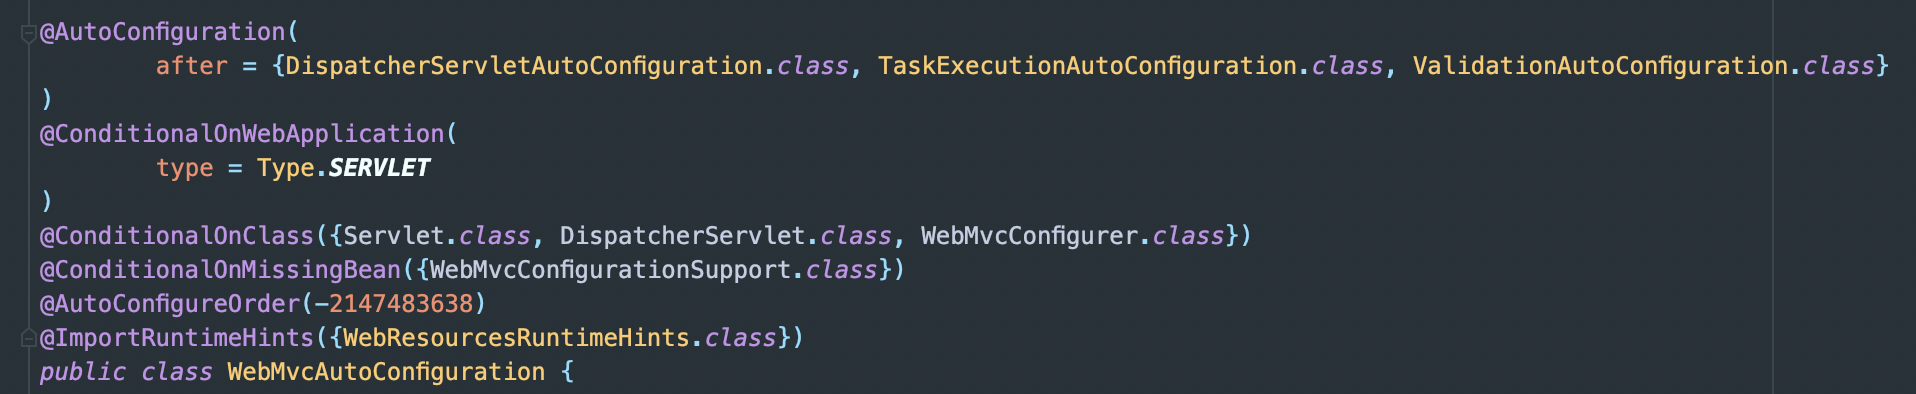 @AutoConfiguration(
after = {DispatcherServletAutoConfiguration.class, TaskExecutionAutoConfiguration.class, ValidationAutoConfiguration.class}
)
@ConditionalOnWebApplication(
type = Type.SERVLET
)
@ConditionalOnClass({Servlet.class, DispatcherServlet.class, WebMvcConfigurer.class})
@ConditionalOnMissingBean({WebMvcConfigurationSupport.class})
@AutoConfigureOrder(-2147483638)
@ImportRuntimeHints({WebResourcesRuntimeHints.class})
public class WebMvcAutoConfiguration {